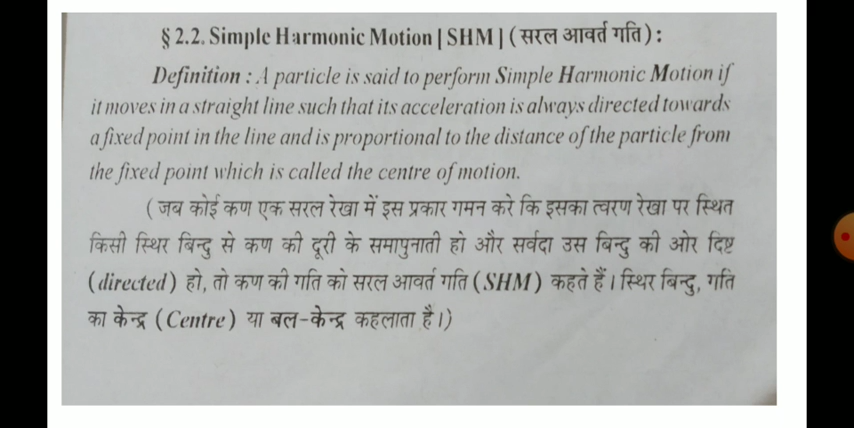 § 2.2. Simple Harmonic Motion [ SHM ] ( सरल आवर्त गति ) :
Definition : A particle is said to perform Simple Harmonic Motion if
it moves in a straight line such that its acceleration is always directed towards
a fixed point in the line and is proportional to the distance of the particle from
the fixed point which is called the centre of motion.
( जब कोई कण एक सरल रेखा में इस प्रकार गमन करे कि इसका त्वरण रेखा पर स्थित
किसी स्थिर बिन्दु से कण की दूरी के समापुनाती हो और सर्वदा उस बिन्दु की ओर दिष्ट
(directed) हो, तो कण की गति को सरल आवर्त गति ( SHM ) कहते हैं। स्थिर बिन्दु, गति
का केन्द्र ( Centre ) या बल-केन्द्र कहलाता है।)